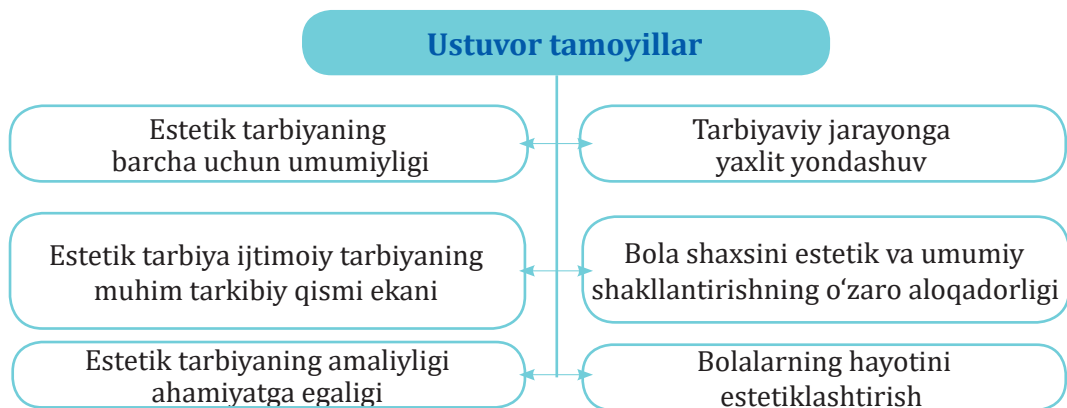 Ustuvor tamoyillar
Estetik tarbiyaning
barcha uchun umumiyligi
Tarbiyaviy jarayonga
yaxlit yondashuv
Estetik tarbiya ijtimoiy tarbiyaning
muhim tarkibiy qismi ekani
Bola shaxsini estetik va umumiy
shakllantirishning o‘zaro aloqadorligi
Estetik tarbiyaning amaliyligi
ahamiyatga egaligi
Bolalarning hayotini
estetiklashtirish